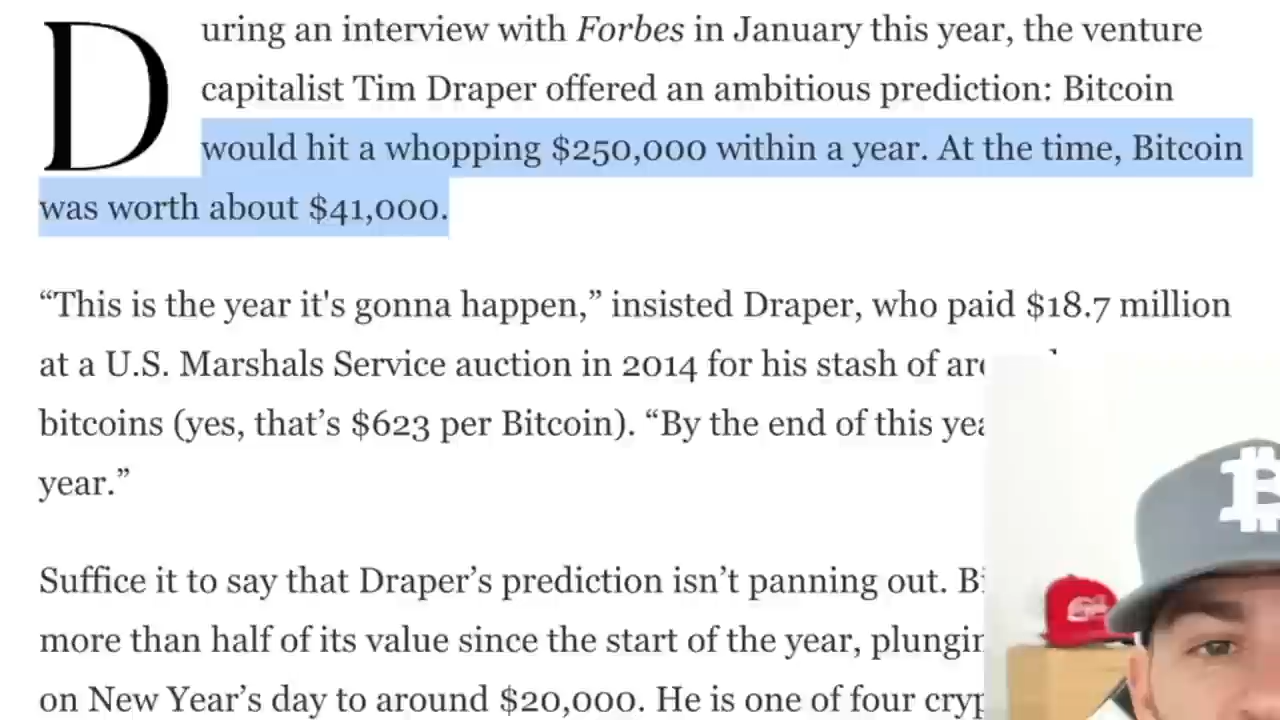 During an interview with Forbes in January this year, the venture
capitalist Tim Draper offered an ambitious prediction: Bitcoin
would hit a whopping $250,000 within a year. At the time, Bitcoin
was worth about $41,000.
“This is the year it's gonna happen,” insisted Draper, who paid $18.7 million
at a U.S. Marshals Service auction in 2014 for his stash of
bitcoins (yes, that’s $623 per Bitcoin). “By the end of this
year.”
Suffice it to say that Draper’s prediction isn’t panning out.
more than half of its value since the start of the year,
on New Year’s day to around $20,000. He is one of four